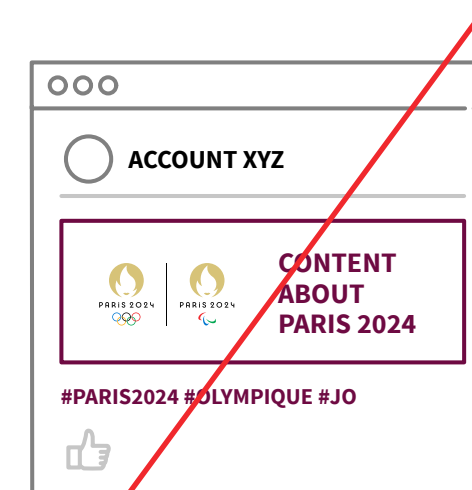 ACCOUNT XYZ
PARIS 2024
PARIS 2024
CONTENT
ABOUT
PARIS 2024
#PARIS2024 #OLYMPIQUE #JO